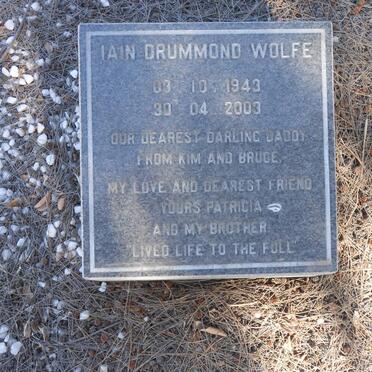 IAIN DRUMMOND WOLFE
03 10 1943
30 04 2003
OUR DEAREST DARLING DADDY
FROM KIM AND BRUCE,
MY LOVE AND DEAREST FRIEND
YOURS PATRICIA
AND MY BROTHER
"LIVED LIFE TO THE FULL"